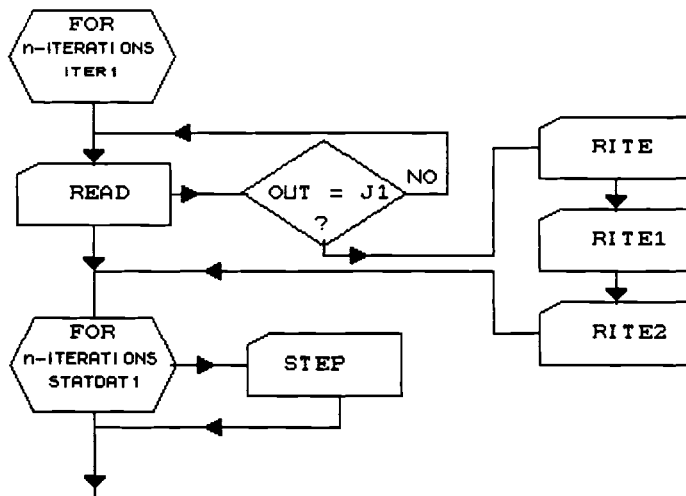 FOR
n-ITERATIONS
ITER1
READ
OUT = J1
?
NO
RITE
RITE1
RITE2
FOR
n-ITERATIONS
STATDAT1
STEP